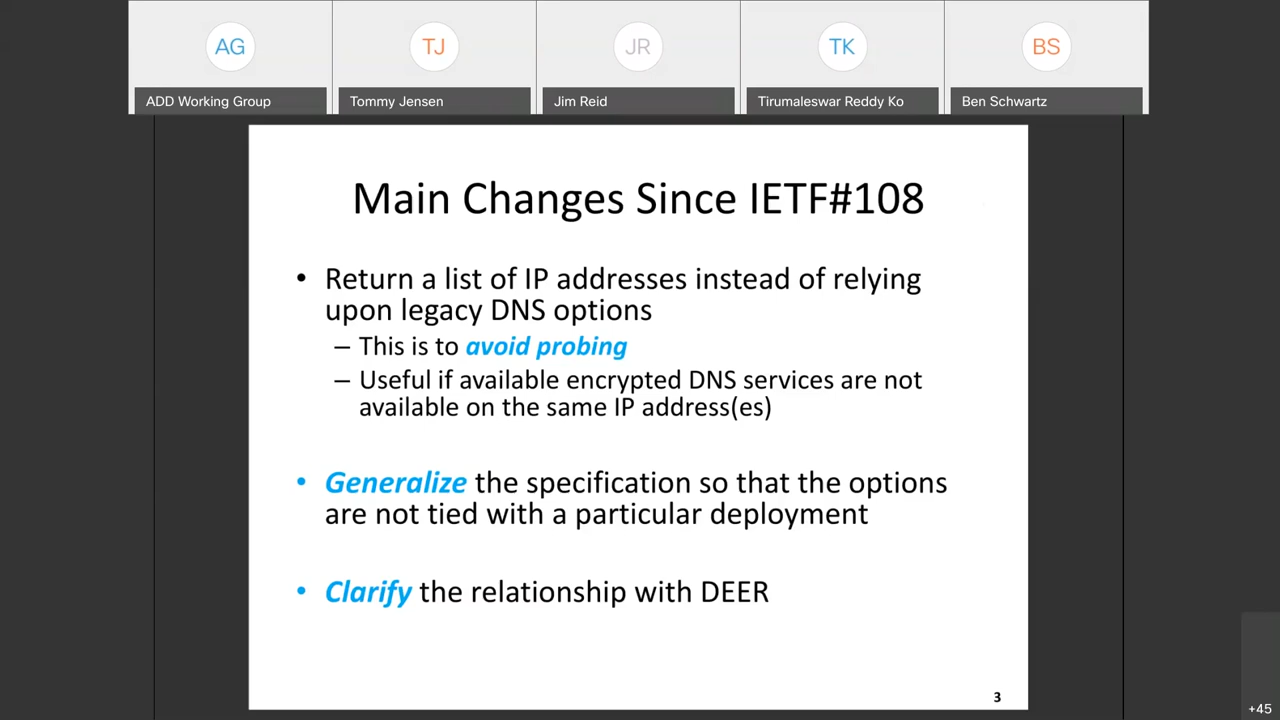 AG
TJ
JR
TK
BS
ADD Working Group
Tommy Jensen
Jim Reid
Tirumaleswar Reddy Ko
Ben Schwartz
Main Changes Since IETF#108
• Return a list of IP addresses instead of relying
upon legacy DNS options
– This is to avoid probing
– Useful if available encrypted DNS services are not
available on the same IP address(es)
• Generalize the specification so that the options
are not tied with a particular deployment
• Clarify the relationship with DEER
3
+45